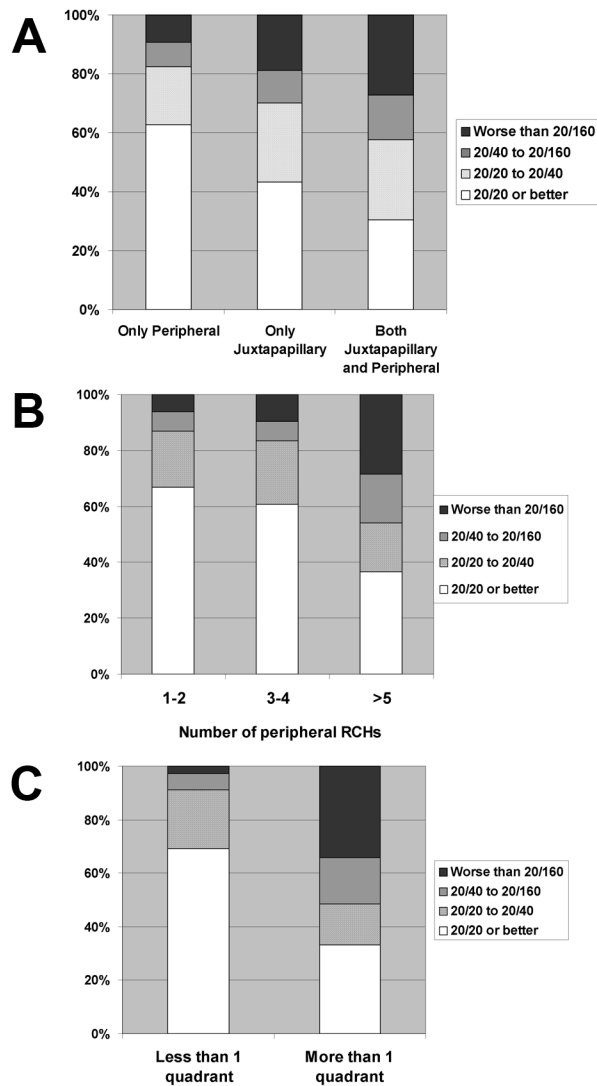 A
100%
80%
60%
40%
20%
0%
Only Peripheral
Only
Juxtapapillary
Both
Juxtapapillary
and Peripheral
Worse than 20/160
20/40 to 20/160
20/20 to 20/40
20/20 or better
B
100%
80%
60%
40%
20%
0%
1-2
3-4
>5
Number of peripheral RCHs
Worse than 20/160
20/40 to 20/160
20/20 to 20/40
20/20 or better
C
100%
80%
60%
40%
20%
0%
Less than 1
quadrant
More than 1
quadrant
Worse than 20/160
20/40 to 20/160
20/20 to 20/40
20/20 or better